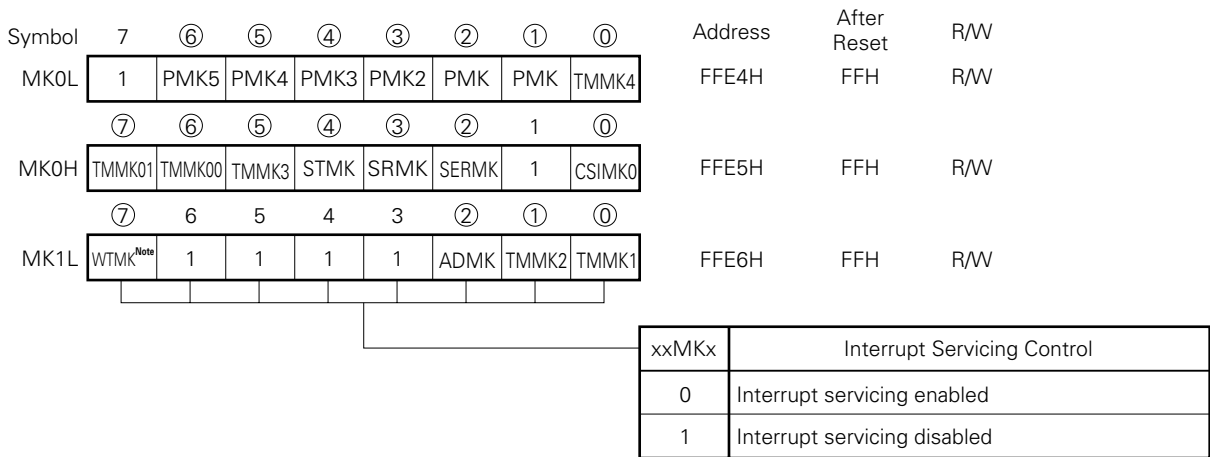 Symbol 7 ⑥ ⑤ ④ ③ ② ① ⓪ Address After Reset R/W
MK0L 1 PMK5 PMK4 PMK3 PMK2 PMK PMK TMMK4 FFE4H FFH R/W
⑦ ⑥ ⑤ ④ ③ ② 1 ⓪
MK0H TMMK01 TMMK00 TMMK3 STMK SRMK SERMK 1 CSIMK0 FFE5H FFH R/W
⑦ 6 5 4 3 ② ① ⓪
MK1L WTMK Note 1 1 1 1 ADMK TMMK2 TMMK1 FFE6H FFH R/W
xxMKx Interrupt Servicing Control
0 Interrupt servicing enabled
1 Interrupt servicing disabled